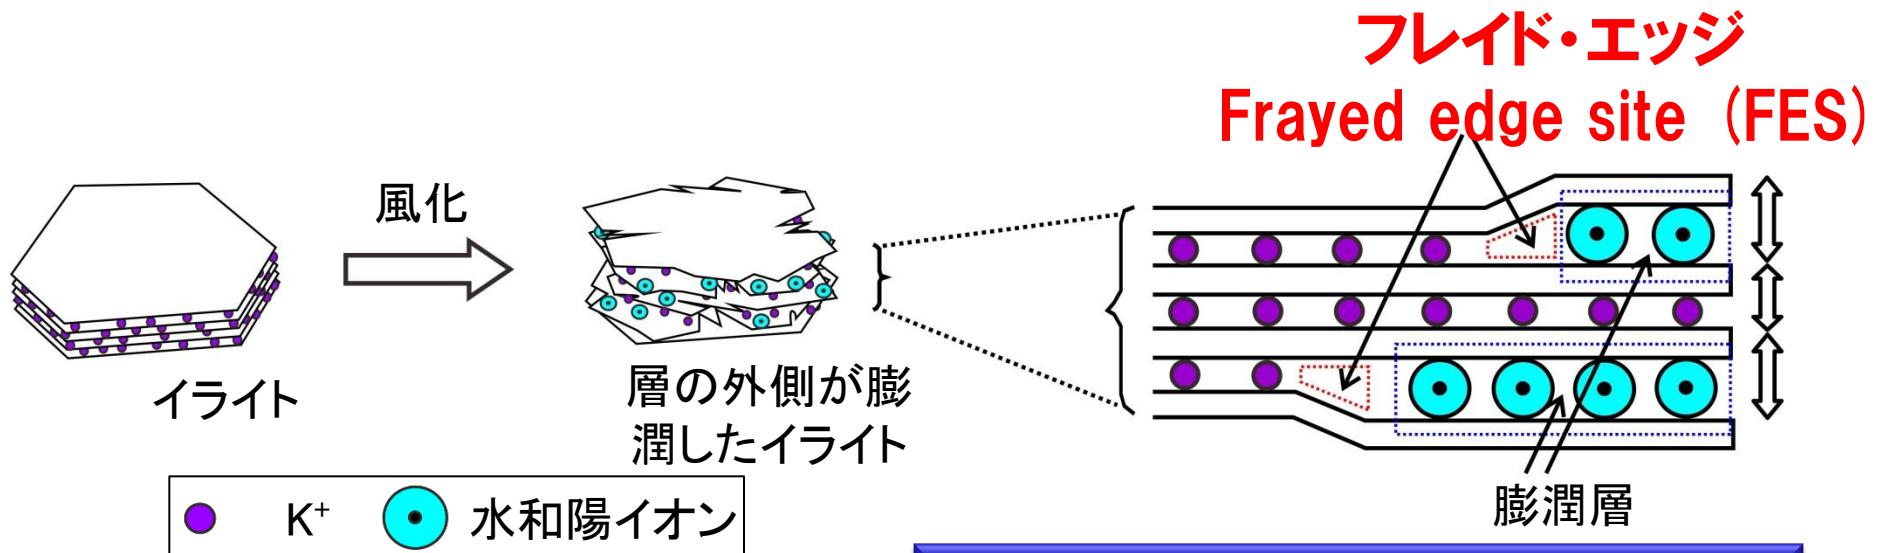 フレイド・エッジ
Frayed edge site (FES)
風化
イライト
層の外側が膨
潤したイライト
膨潤層
K⁺ 水和陽イオン